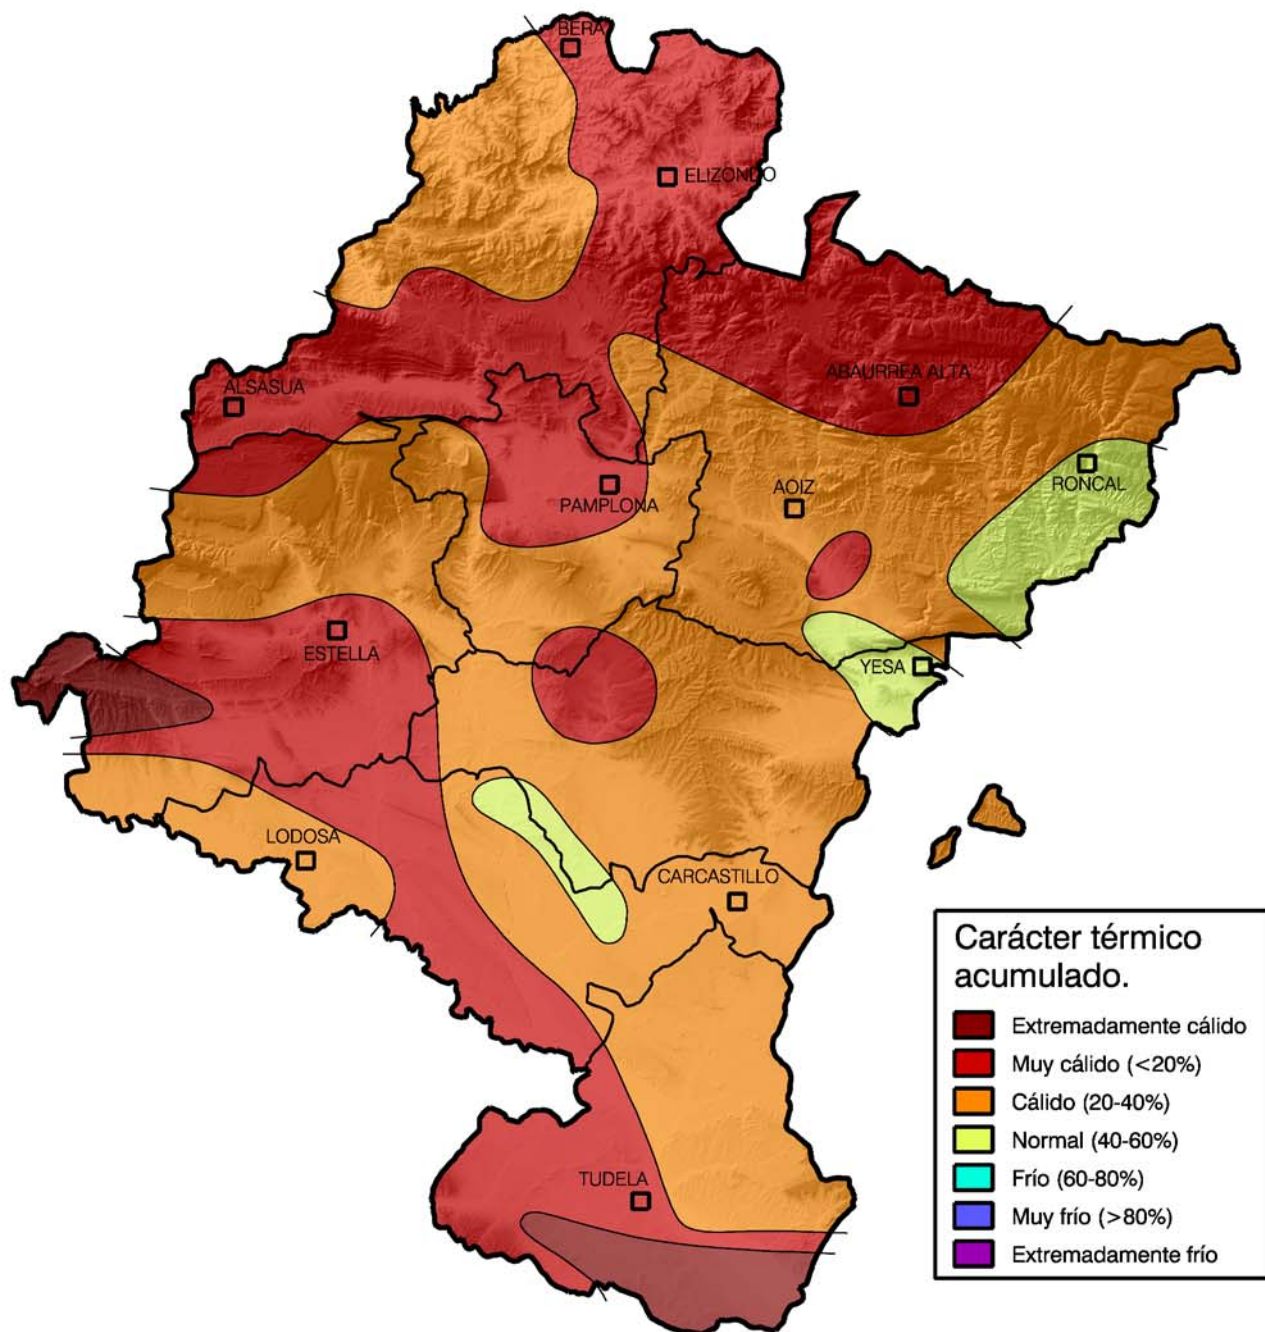 BERA
ELIZONDO
ALSASUA
ABAURREA ALTA
RONCAL
AOIZ
PAMPLONA
ESTELLA
YESA
LODOSA
CARCASTILLO
TUDELA
Carácter térmico
acumulado.
Extremadamente cálido
Muy cálido (<20%)
Cálido (20-40%)
Normal (40-60%)
Frío (60-80%)
Muy frío (>80%)
Extremadamente frío